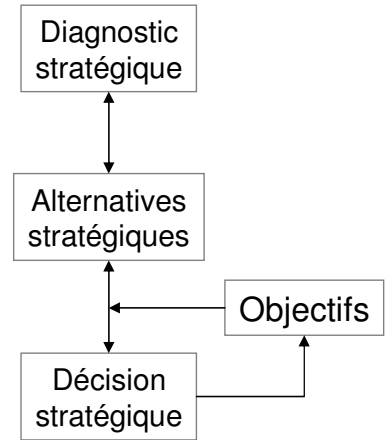 Diagnostic
stratégique
Alternatives
stratégiques
Objectifs
Décision
stratégique